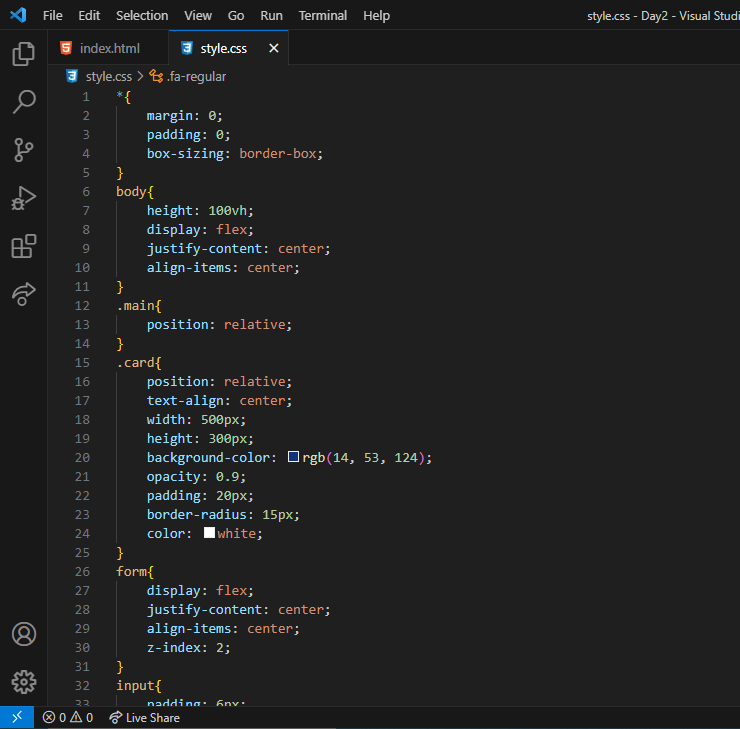 File Edit Selection View Go Run Terminal Help style.css - Day2 - Visual Studi
index.html style.css ×
style.css > .fa-regular
1 *{
2 margin: 0;
3 padding: 0;
4 box-sizing: border-box;
5 }
6 body{
7 height: 100vh;
8 display: flex;
9 justify-content: center;
10 align-items: center;
11 }
12 .main{
13 position: relative;
14 }
15 .card{
16 position: relative;
17 text-align: center;
18 width: 500px;
19 height: 300px;
20 background-color: rgb(14, 53, 124);
21 opacity: 0.9;
22 padding: 20px;
23 border-radius: 15px;
24 color: white;
25 }
26 form{
27 display: flex;
28 justify-content: center;
29 align-items: center;
30 z-index: 2;
31 }
32 input{
33 padding: 6px;
0 0 Live Share